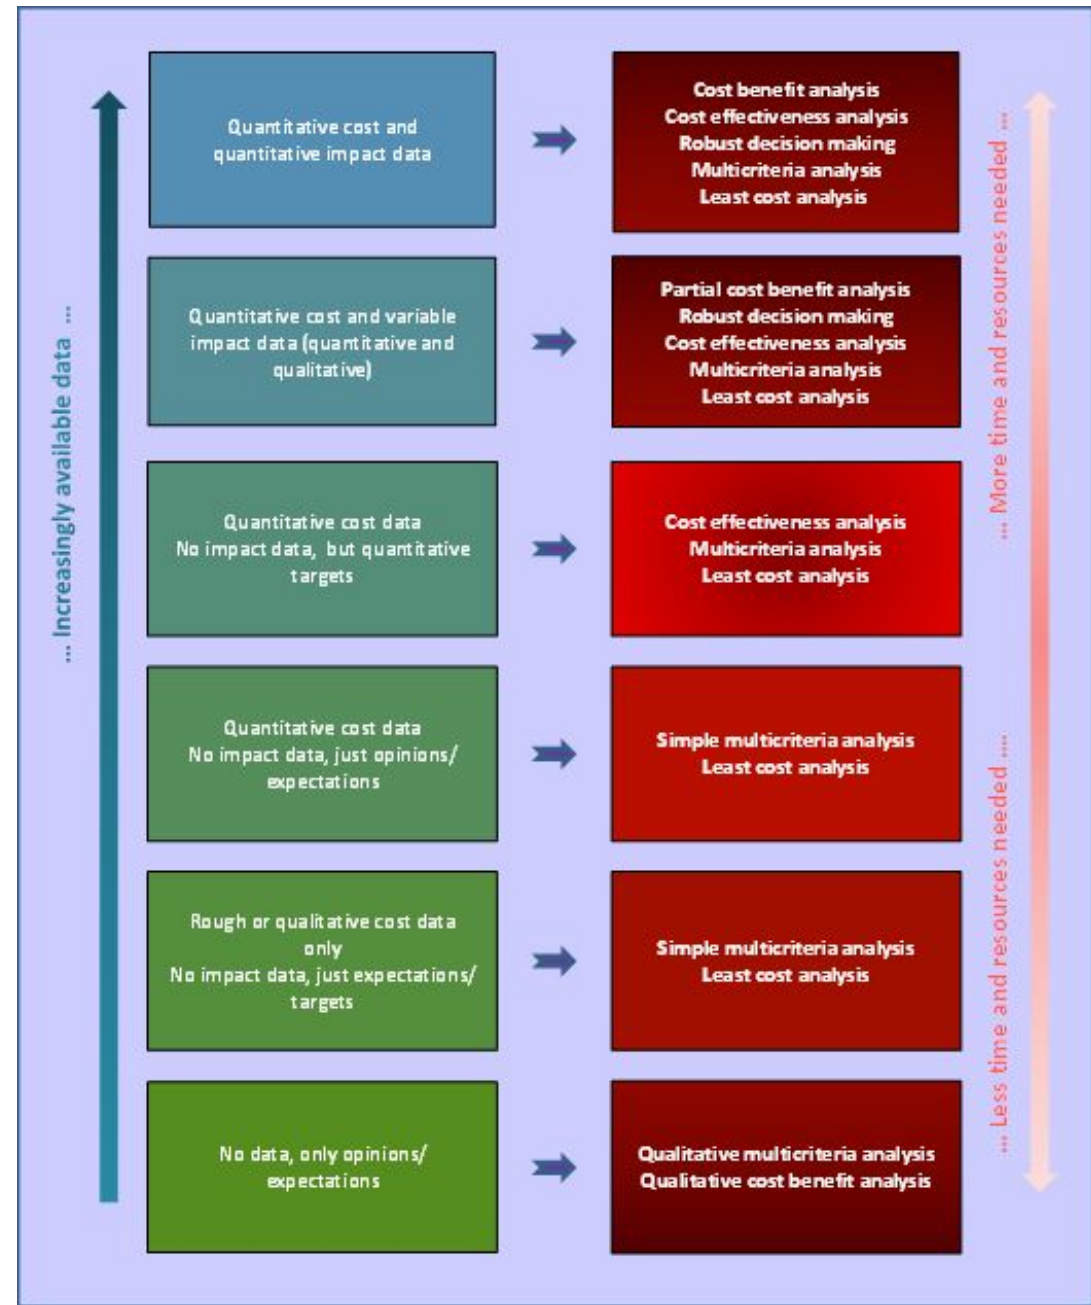 ... Increasingly available data ...
Quantitative cost and
quantitative impact data
Cost benefit analysis
Cost effectiveness analysis
Robust decision making
Multicriteria analysis
Least cost analysis
Quantitative cost and variable
impact data (quantitative and
qualitative)
Partial cost benefit analysis
Robust decision making
Cost effectiveness analysis
Multicriteria analysis
Least cost analysis
Quantitative cost data
No impact data, but quantitative
targets
Cost effectiveness analysis
Multicriteria analysis
Least cost analysis
Quantitative cost data
No impact data, just opinions/
expectations
Simple multicriteria analysis
Least cost analysis
Rough or qualitative cost data
only
No impact data, just expectations/
targets
Simple multicriteria analysis
Least cost analysis
No data, only opinions/
expectations
Qualitative multicriteria analysis
Qualitative cost benefit analysis
... More time and resources needed ...
... Less time and resources needed ....